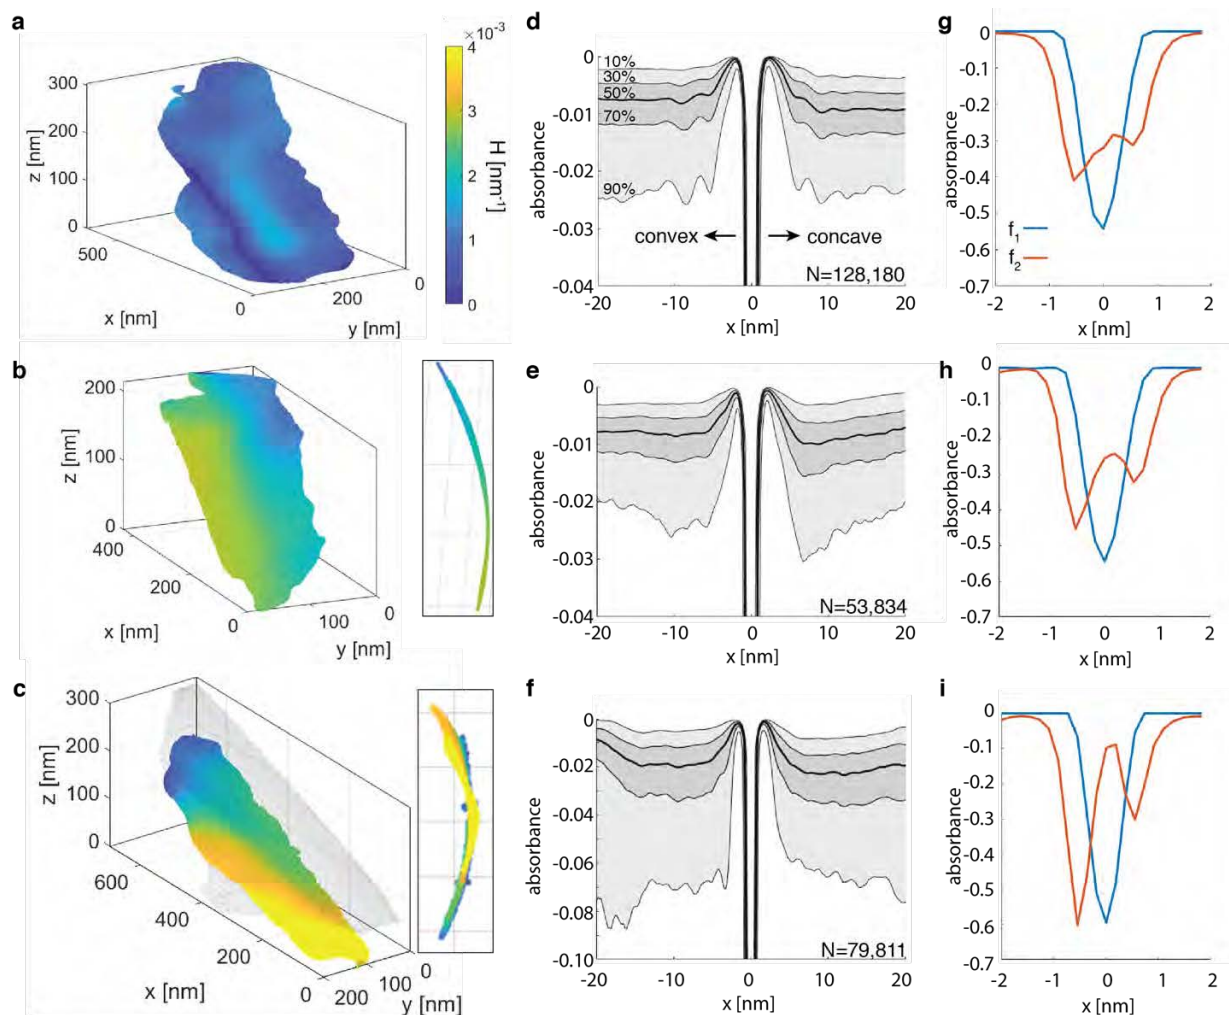 a
300
200
100
0
z [nm]
500
0
x [nm]
200
0
y [nm]
×10⁻³
4
3
2
1
0
H [nm⁻¹]
d
0
-0.01
-0.02
-0.03
-0.04
absorbance
10%
30%
50%
70%
90%
convex
concave
N=128,180
-20
-10
0
10
20
x [nm]
g
0
-0.1
-0.2
-0.3
-0.4
-0.5
-0.6
-0.7
absorbance
f₁
f₂
-2
-1
0
1
2
x [nm]
b
200
100
0
z [nm]
400
200
0
x [nm]
100
0
y [nm]
e
0
-0.01
-0.02
-0.03
-0.04
absorbance
N=53,834
-20
-10
0
10
20
x [nm]
h
0
-0.1
-0.2
-0.3
-0.4
-0.5
-0.6
-0.7
absorbance
-2
-1
0
1
2
x [nm]
c
300
200
100
0
z [nm]
600
400
200
0
x [nm]
200
100
0
y [nm]
f
0
-0.02
-0.04
-0.06
-0.08
-0.10
absorbance
N=79,811
-20
-10
0
10
20
x [nm]
i
0
-0.1
-0.2
-0.3
-0.4
-0.5
-0.6
-0.7
absorbance
-2
-1
0
1
2
x [nm]